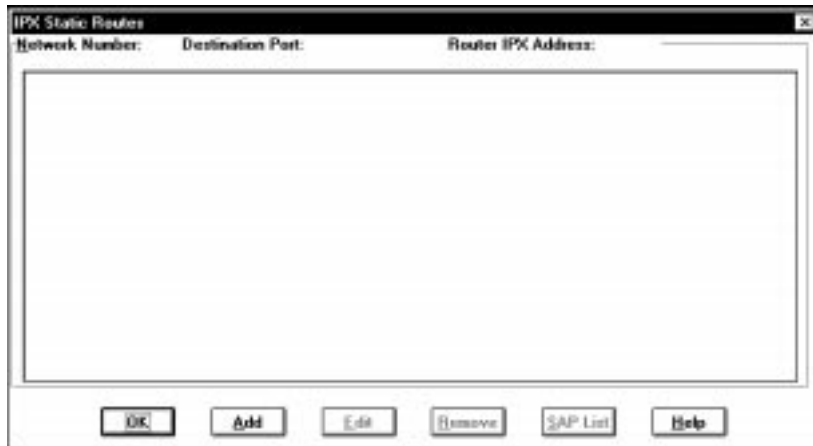 IPX Static Routes
Network Number: Destination Port: Router IPX Address:
OK Add Edit Remove SAP List Help